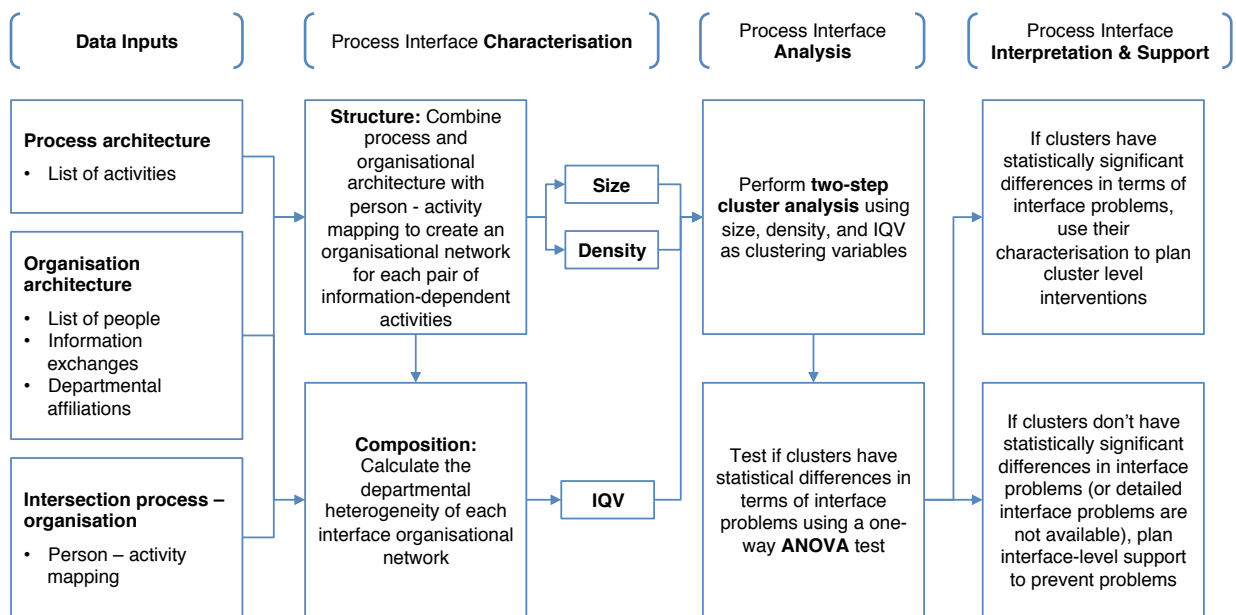 Data Inputs
Process Interface Characterisation
Process Interface
Analysis
Process Interface
Interpretation & Support
Process architecture
• List of activities
Organisation
architecture
• List of people
• Information
exchanges
• Departmental
affiliations
Intersection process –
organisation
• Person – activity
mapping
Structure: Combine
process and
organisational
architecture with
person - activity
mapping to create an
organisational network
for each pair of
information-dependent
activities
Composition:
Calculate the
departmental
heterogeneity of each
interface organisational
network
Size
Density
IQV
Perform two-step
cluster analysis using
size, density, and IQV
as clustering variables
Test if clusters have
statistical differences in
terms of interface
problems using a one-
way ANOVA test
If clusters have
statistically significant
differences in terms of
interface problems,
use their
characterisation to plan
cluster level
interventions
If clusters don’t have
statistically significant
differences in interface
problems (or detailed
interface problems are
not available), plan
interface-level support
to prevent problems